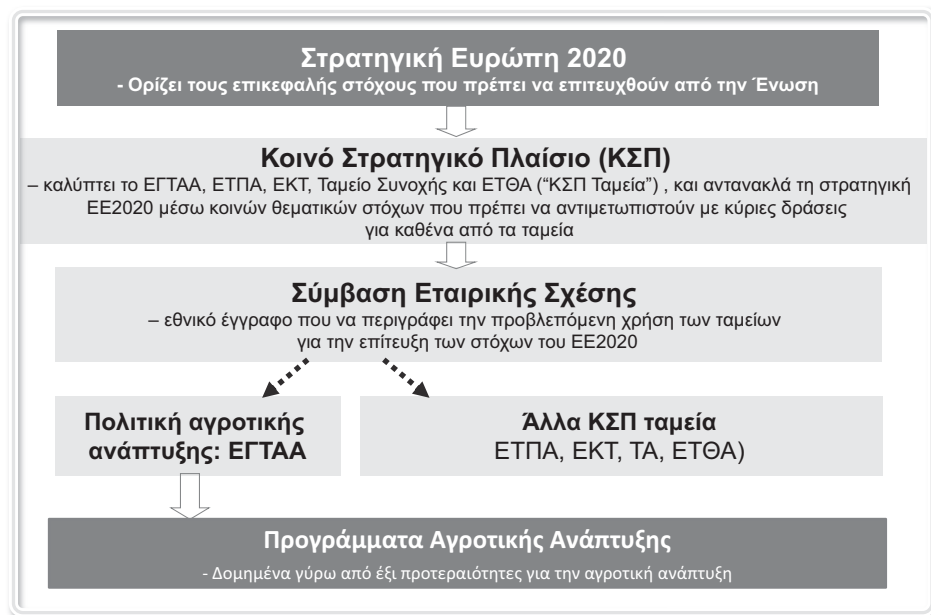 Στρατηγική Ευρώπη 2020
- Ορίζει τους επικεφαλής στόχους που πρέπει να επιτευχθούν από την Ένωση
Κοινό Στρατηγικό Πλαίσιο (ΚΣΠ)
– καλύπτει το ΕΓΤΑΑ, ΕΤΠΑ, ΕΚΤ, Ταμείο Συνοχής και ΕΤΘΑ (“ΚΣΠ Ταμεία”) , και αντανακλά τη στρατηγική
ΕΕ2020 μέσω κοινών θεματικών στόχων που πρέπει να αντιμετωπιστούν με κύριες δράσεις
για καθένα από τα ταμεία
Σύμβαση Εταιρικής Σχέσης
– εθνικό έγγραφο που να περιγράφει την προβλεπόμενη χρήση των ταμείων
για την επίτευξη των στόχων του ΕΕ2020
Πολιτική αγροτικής
ανάπτυξης: ΕΓΤΑΑ
Άλλα ΚΣΠ ταμεία
ΕΤΠΑ, ΕΚΤ, ΤΑ, ΕΤΘΑ)
Προγράμματα Αγροτικής Ανάπτυξης
- Δομημένα γύρω από έξι προτεραιότητες για την αγροτική ανάπτυξη